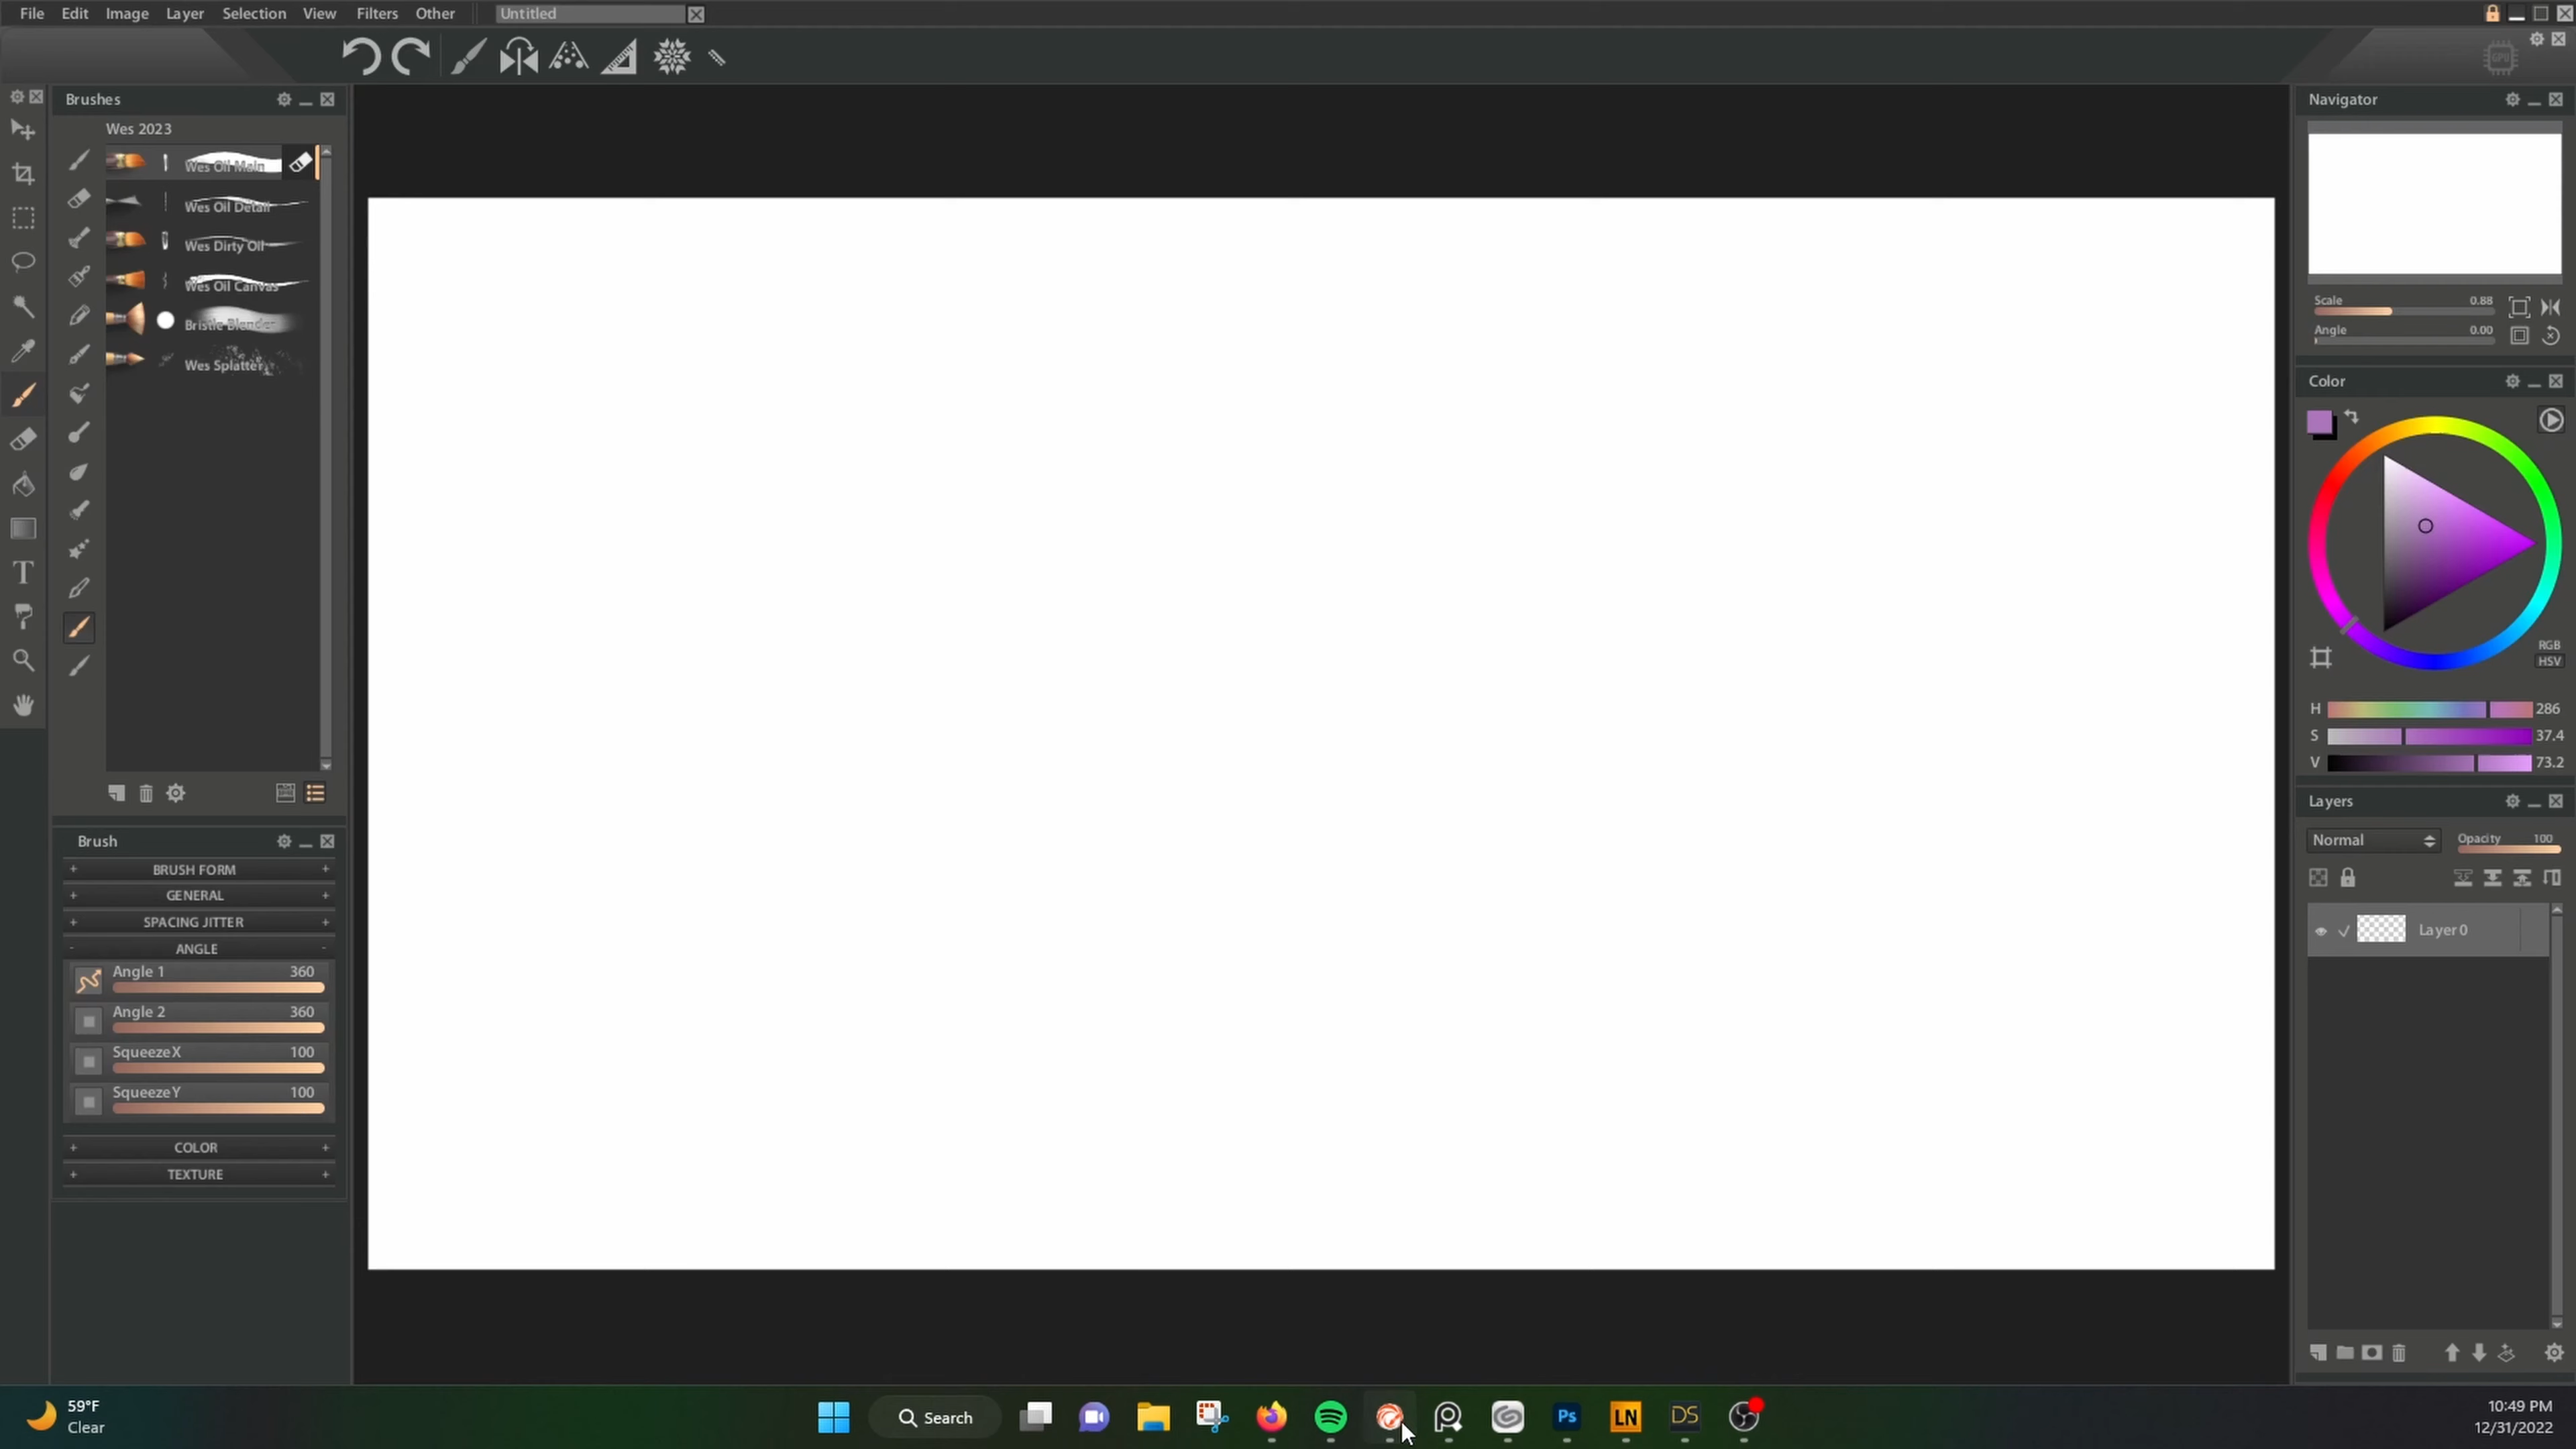 File Edit Image Layer Selection View Filters Other Untitled
GPU
Brushes
Wes 2023
Wes Oil Main
Wes Oil Detail
Wes Dirty Oil
Wes Oil Canvas
Bristle Blender
Wes Splatter
Brush
BRUSH FORM
GENERAL
SPACING JITTER
ANGLE
Angle 1 360
Angle 2 360
SqueezeX 100
SqueezeY 100
COLOR
TEXTURE
Navigator
Scale 0.88
Angle 0.00
Color
RGB
HSV
H 286
S 37.4
V 73.2
Layers
Normal Opacity 100
Layer 0
59°F
Clear
Search
Ps LN DS
10:49 PM
12/31/2022